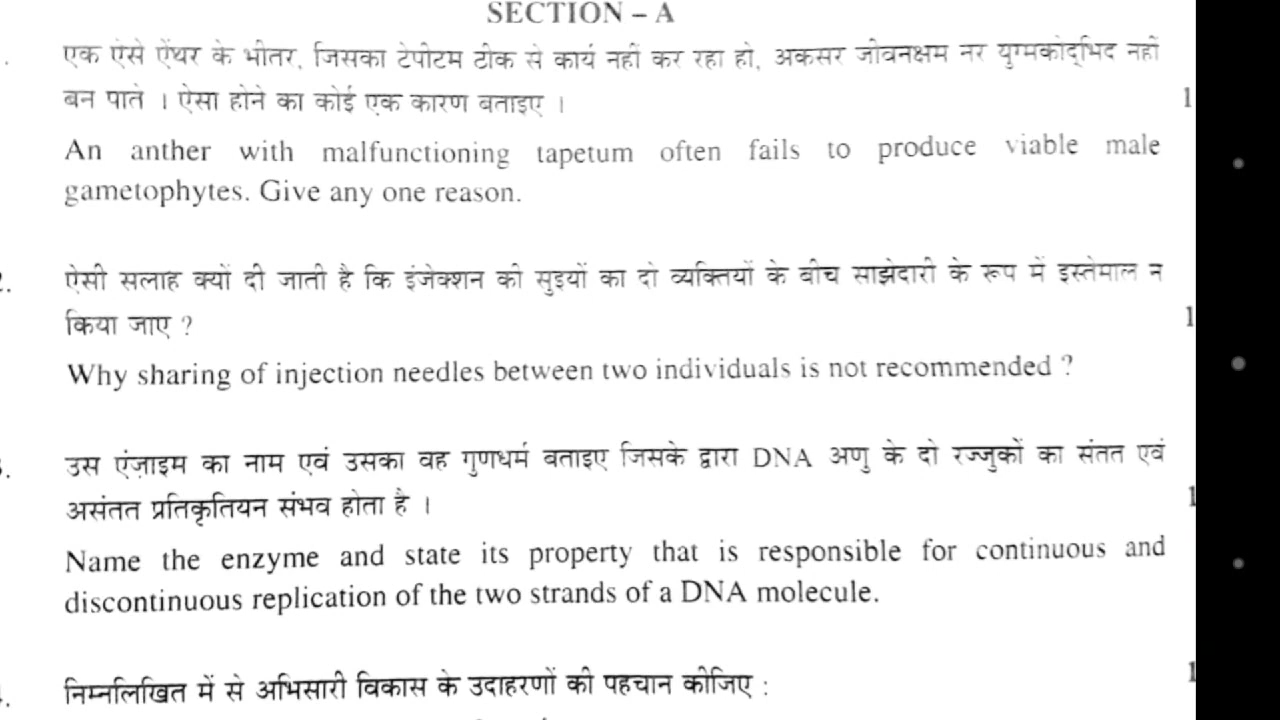 SECTION – A
एक ऐसे ऐंथर के भीतर, जिसका टेपीटम ठीक से कार्य नहीं कर रहा हो, अकसर जीवनक्षम नर युग्मकोद्भिद नहीं
बन पाते । ऐसा होने का कोई एक कारण बताइए ।
1
An anther with malfunctioning tapetum often fails to produce viable male
gametophytes. Give any one reason.
ऐसी सलाह क्यों दी जाती है कि इंजेक्शन की सुइयों का दो व्यक्तियों के बीच साझेदारी के रूप में इस्तेमाल न
किया जाए ?
1
Why sharing of injection needles between two individuals is not recommended ?
उस एंज़ाइम का नाम एवं उसका वह गुणधर्म बताइए जिसके द्वारा DNA अणु के दो रज्जुकों का संतत एवं
असंतत प्रतिकृतियन संभव होता है ।
1
Name the enzyme and state its property that is responsible for continuous and
discontinuous replication of the two strands of a DNA molecule.
निम्नलिखित में से अभिसारी विकास के उदाहरणों की पहचान कीजिए :
1